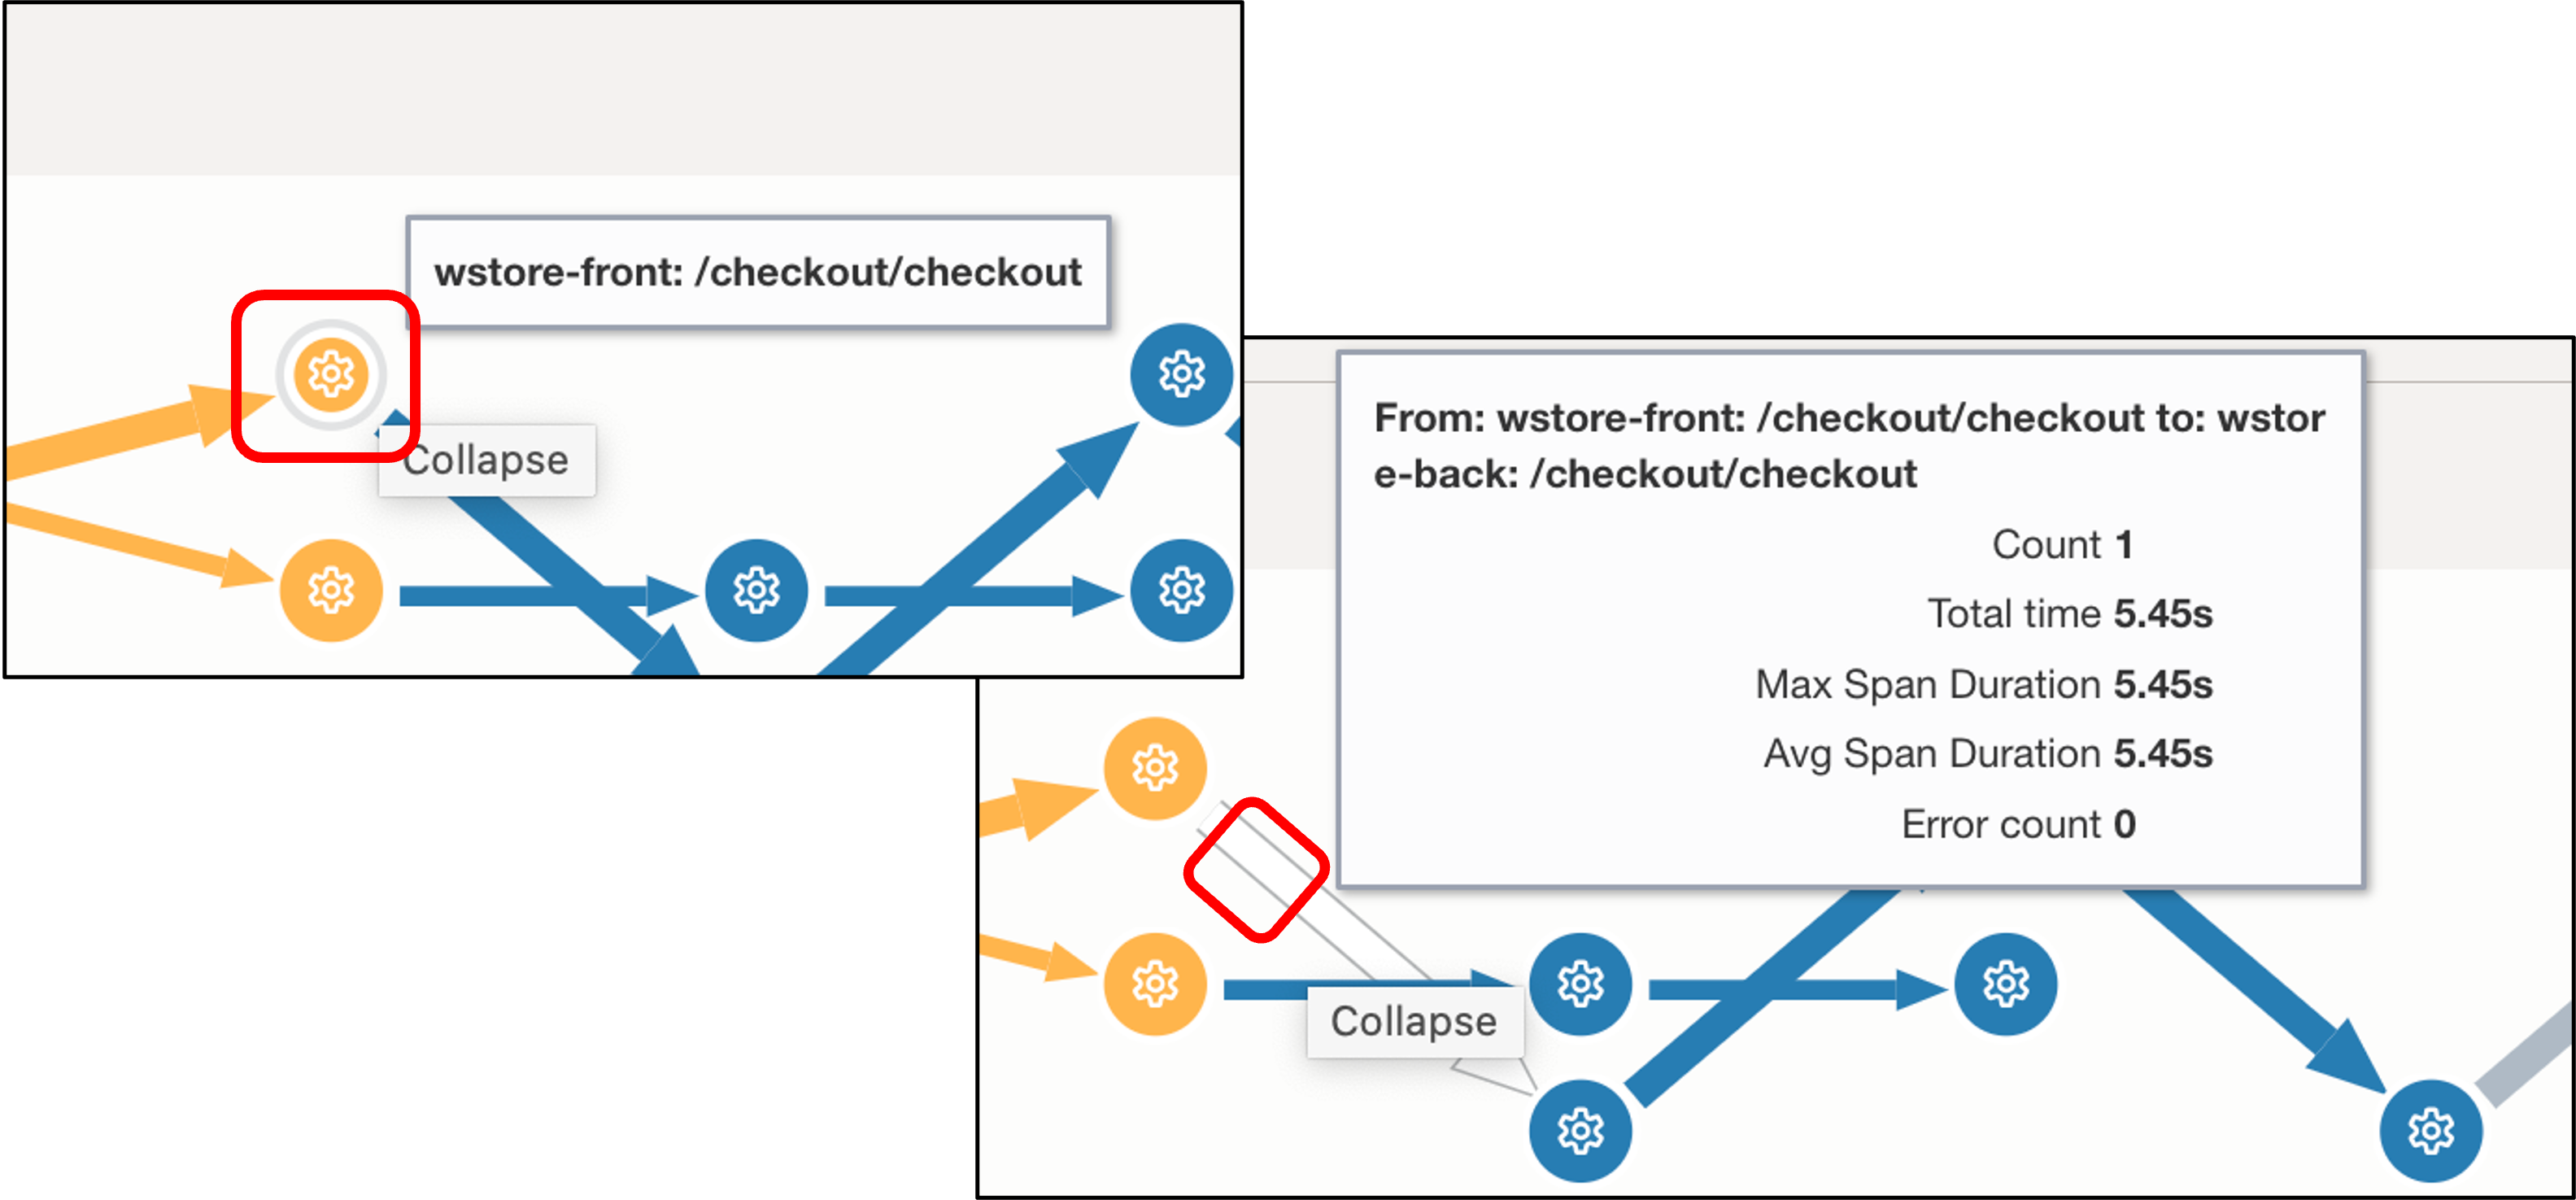 wstore-front: /checkout/checkout
Collapse
From: wstore-front: /checkout/checkout to: wstor
e-back: /checkout/checkout
Count 1
Total time 5.45s
Max Span Duration 5.45s
Avg Span Duration 5.45s
Error count 0
Collapse